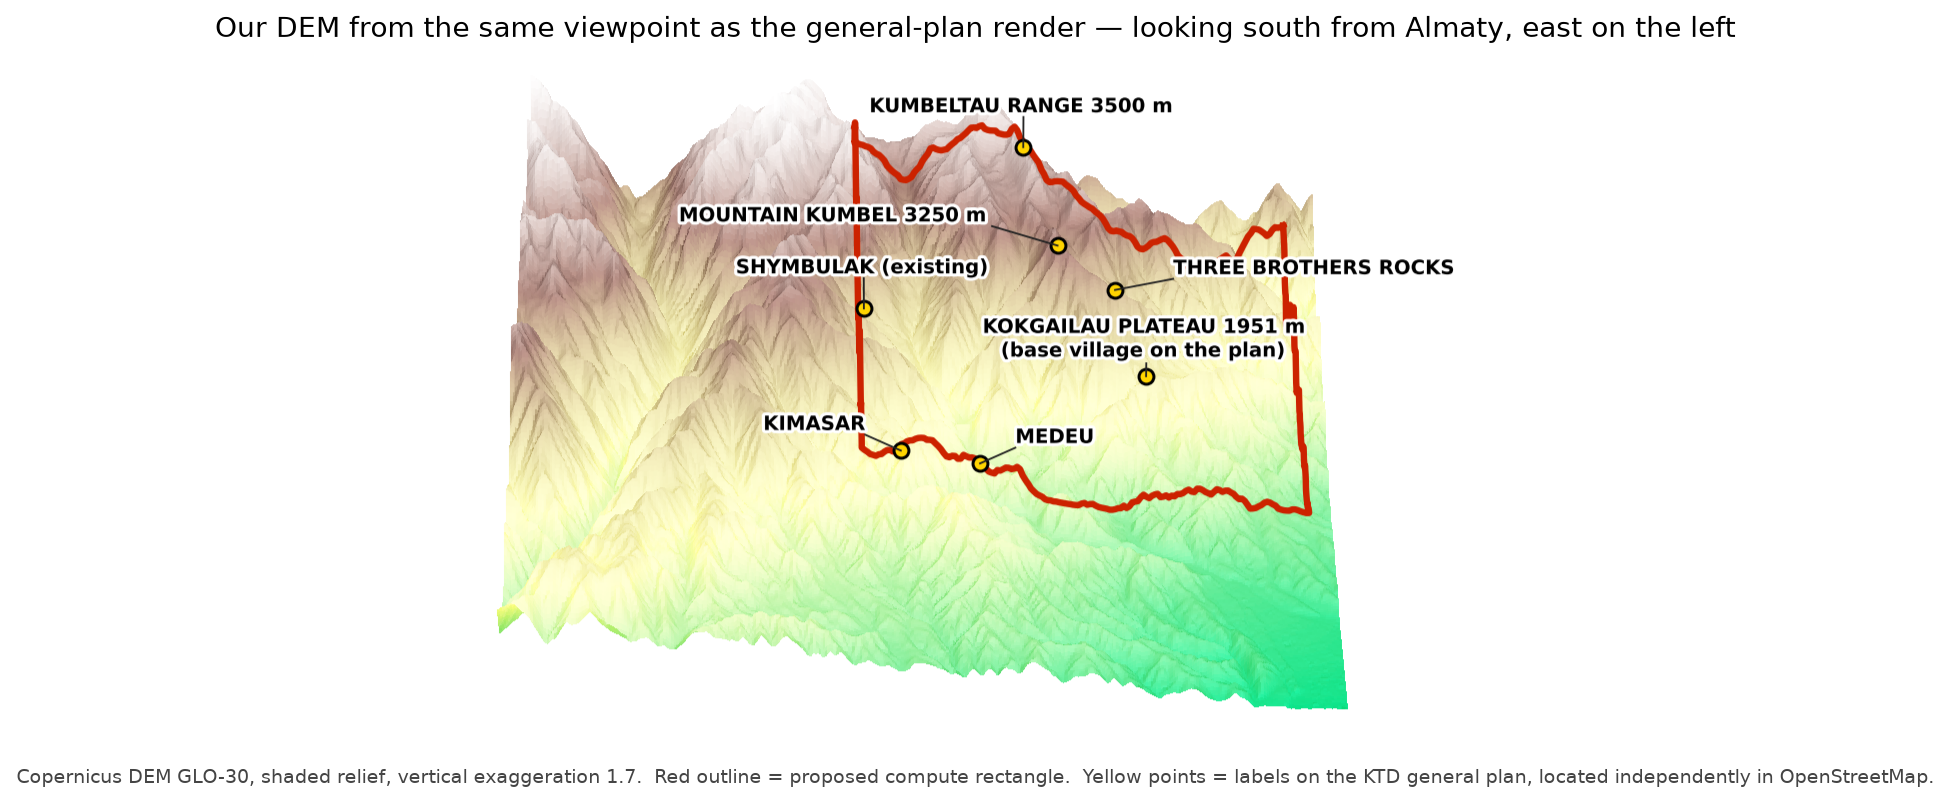 Our DEM from the same viewpoint as the general-plan render — looking south from Almaty, east on the left
KUMBELTAU RANGE 3500 m
MOUNTAIN KUMBEL 3250 m
SHYMBULAK (existing)
THREE BROTHERS ROCKS
KOKGAILAU PLATEAU 1951 m
(base village on the plan)
KIMASAR
MEDEU
Copernicus DEM GLO-30, shaded relief, vertical exaggeration 1.7.  Red outline = proposed compute rectangle.  Yellow points = labels on the KTD general plan, located independently in OpenStreetMap.